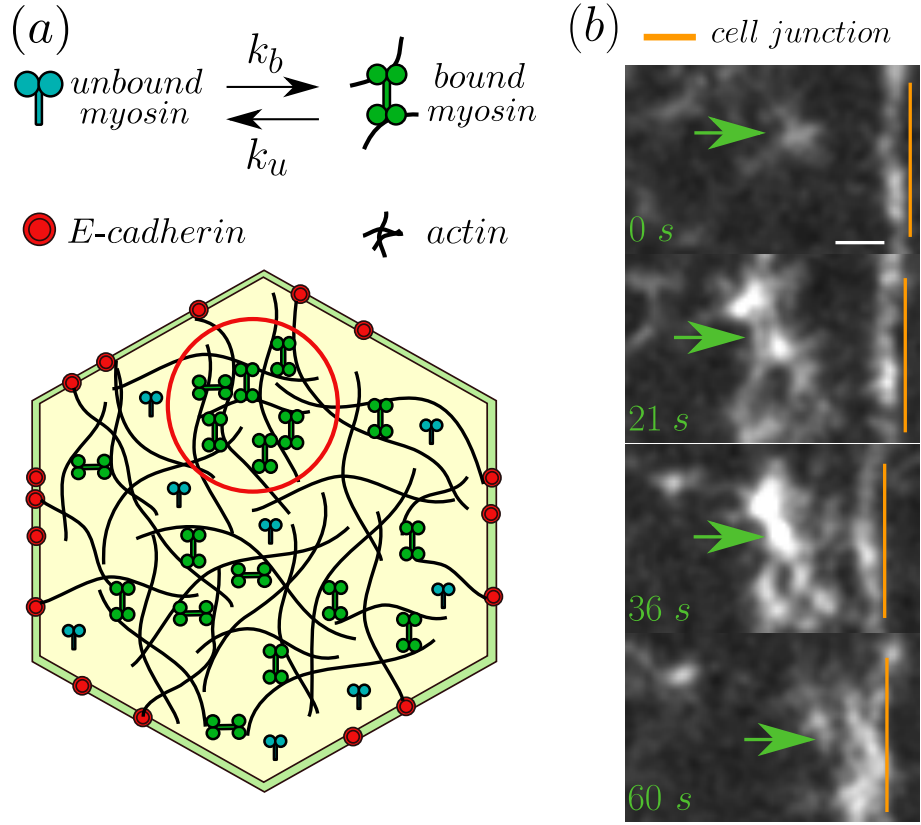 (a)
unbound
myosin
k_b
k_u
bound
myosin
E-cadherin
actin
(b)
cell junction
0 s
21 s
36 s
60 s